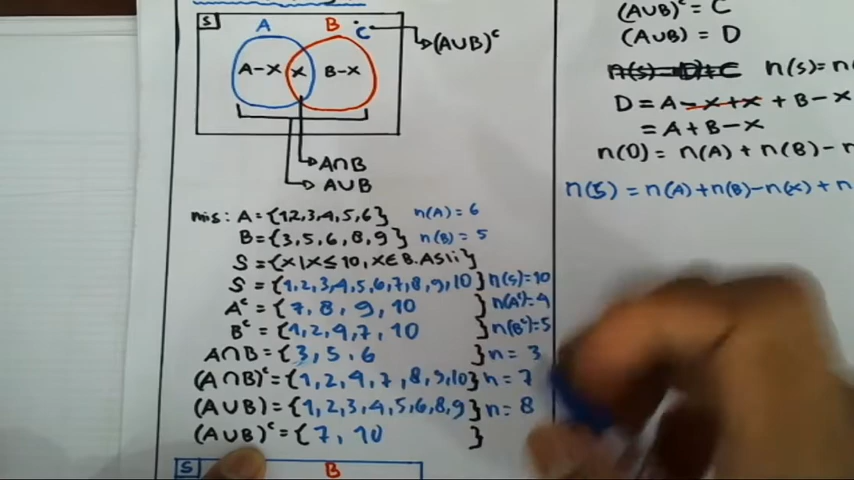 S
A B C
(A∪B)ᶜ
A-X X B-X
A∩B
A∪B
mis: A={1,2,3,4,5,6} n(A)=6
B={3,5,6,8,9} n(B)=5
S={X|X≤10,X∈B.ASli}
S={1,2,3,4,5,6,7,8,9,10} n(S)=10
Aᶜ={7,8,9,10} n(Aᶜ)=4
Bᶜ={1,2,4,7,10} n(Bᶜ)=5
A∩B={3,5,6} n=3
(A∩B)ᶜ={1,2,4,7,8,9,10} n=7
(A∪B)={1,2,3,4,5,6,8,9} n=8
(A∪B)ᶜ={7,10}
S B
(A∪B)ᶜ=C
(A∪B)=D
n(S)=D+C n(S)=n
D=A-X+X+B-X
=A+B-X
n(D)=n(A)+n(B)-n
n(S)=n(A)+n(B)-n(X)+n